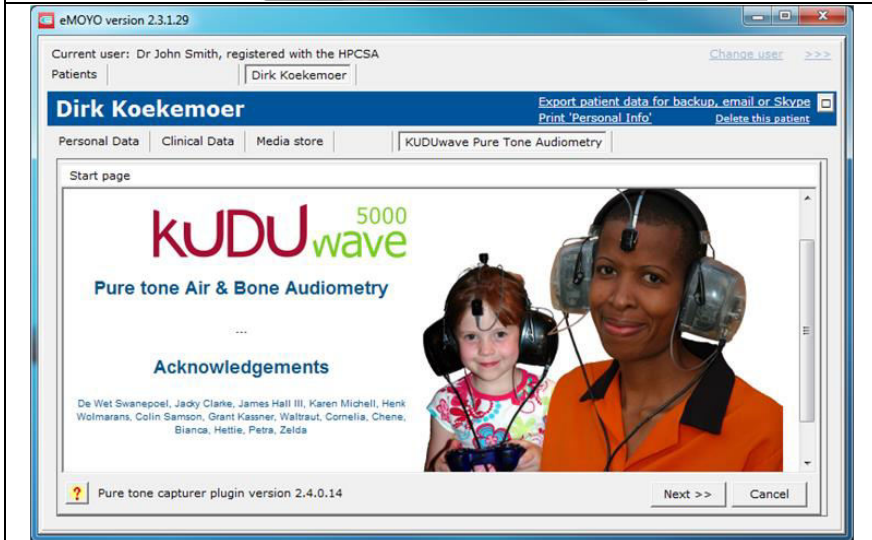 eMOYO version 2.3.1.29
Current user: Dr John Smith, registered with the HPCSA
Change user >>>
Patients
Dirk Koekemoer
Dirk Koekemoer
Export patient data for backup, email or Skype
Print 'Personal Info'
Delete this patient
Personal Data
Clinical Data
Media store
KUDUwave Pure Tone Audiometry
Start page
kUDU wave 5000
Pure tone Air & Bone Audiometry
...
Acknowledgements
De Wet Swanepoel, Jacky Clarke, James Hall III, Karen Michell, Henk
Wolmarans, Colin Samson, Grant Kassner, Waltraut, Cornelia, Chene,
Bianca, Hettie, Petra, Zelda
? Pure tone capturer plugin version 2.4.0.14
Next >>
Cancel